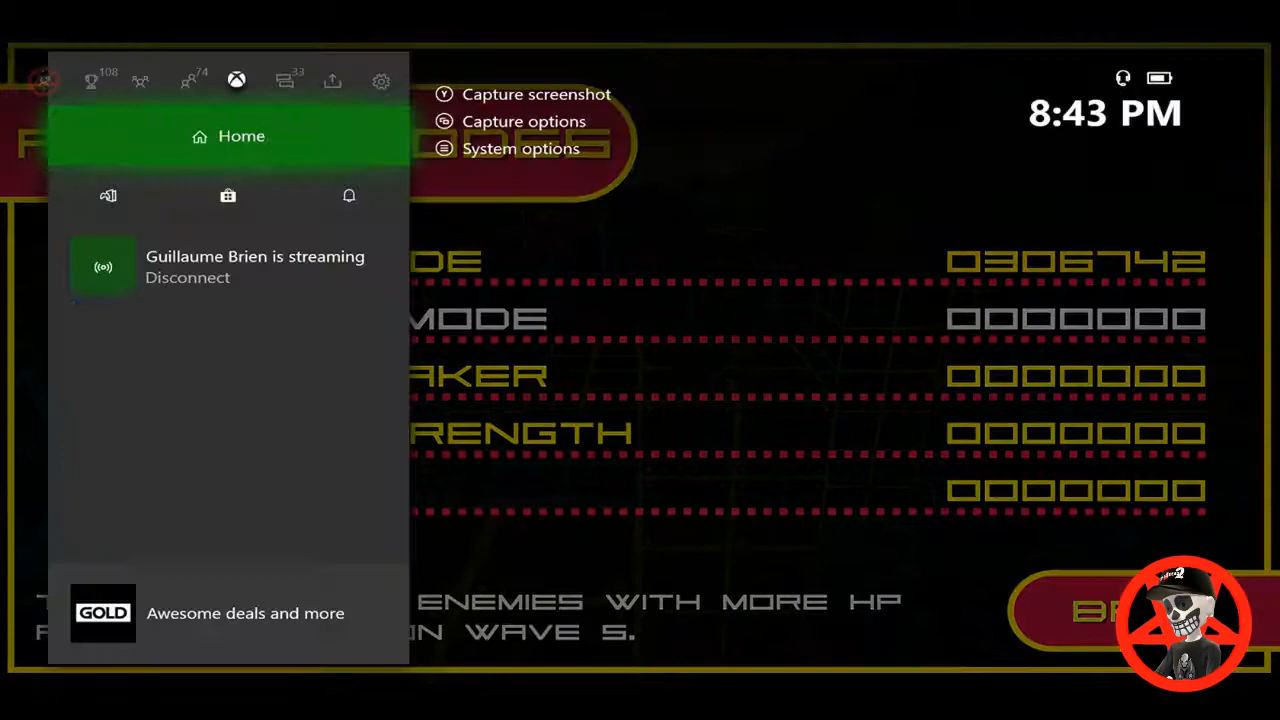 108
74
33
Home
Guillaume Brien is streaming
Disconnect
GOLD
Awesome deals and more
Y Capture screenshot
Capture options
System options
8:43 PM
DE 0306742
MODE 0000000
AKER 0000000
RENGTH 0000000
0000000
ENEMIES WITH MORE HP
ON WAVE 5.